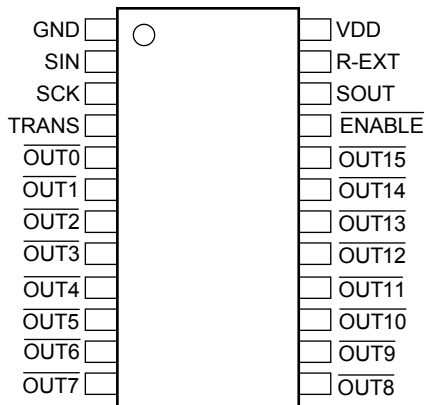 GND VDD
SIN R-EXT
SCK SOUT
TRANS ENABLE
OUT0 OUT15
OUT1 OUT14
OUT2 OUT13
OUT3 OUT12
OUT4 OUT11
OUT5 OUT10
OUT6 OUT9
OUT7 OUT8